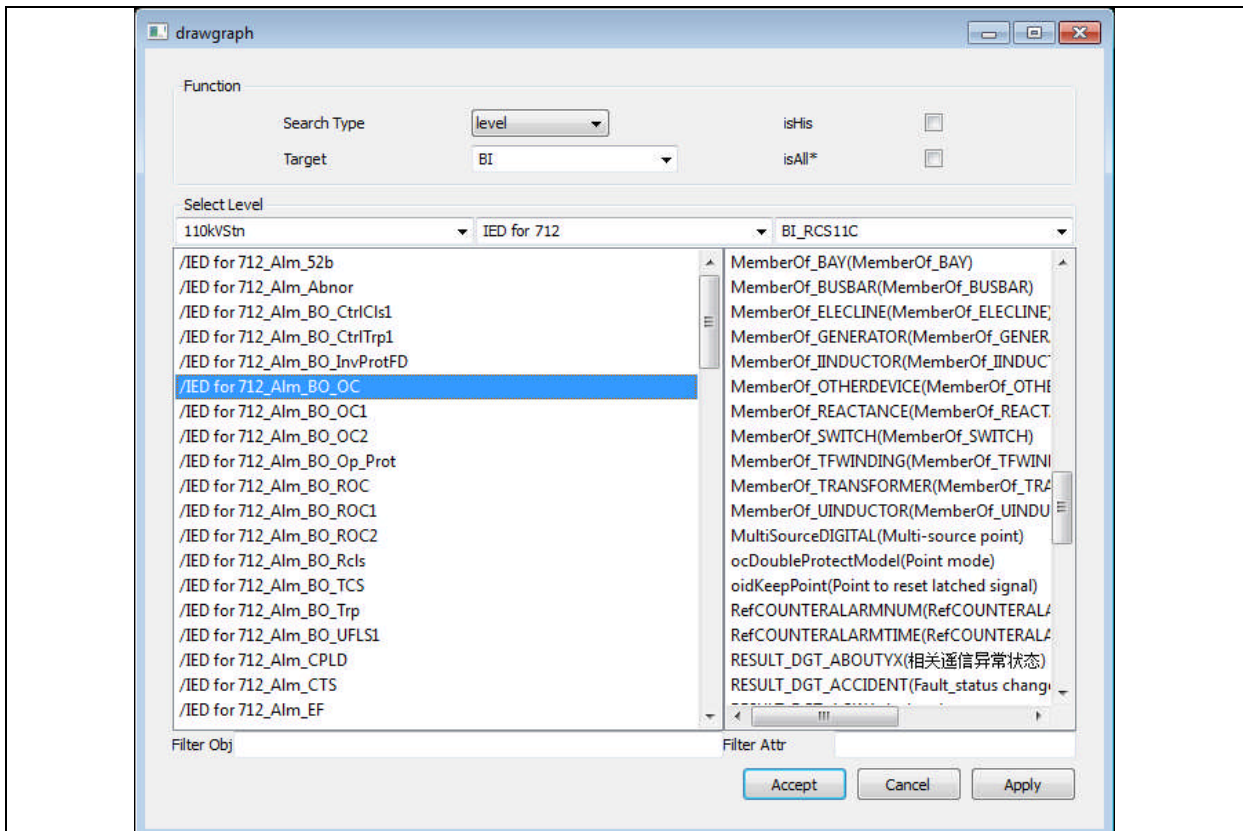 drawgraph
Function
Search Type level isHis
Target BI isAll*
Select Level
110kVStn IED for 712 BI_RCS11C
/IED for 712_Alm_52b
/IED for 712_Alm_Abnor
/IED for 712_Alm_BO_CtrlCls1
/IED for 712_Alm_BO_CtrlTrp1
/IED for 712_Alm_BO_InvProtFD
/IED for 712_Alm_BO_OC
/IED for 712_Alm_BO_OC1
/IED for 712_Alm_BO_OC2
/IED for 712_Alm_BO_Op_Prot
/IED for 712_Alm_BO_ROC
/IED for 712_Alm_BO_ROC1
/IED for 712_Alm_BO_ROC2
/IED for 712_Alm_BO_Rcls
/IED for 712_Alm_BO_TCS
/IED for 712_Alm_BO_Trp
/IED for 712_Alm_BO_UFLS1
/IED for 712_Alm_CPLD
/IED for 712_Alm_CTS
/IED for 712_Alm_EF
MemberOf_BAY(MemberOf_BAY)
MemberOf_BUSBAR(MemberOf_BUSBAR)
MemberOf_ELECLINE(MemberOf_ELECLINE)
MemberOf_GENERATOR(MemberOf_GENER
MemberOf_IINDUCTOR(MemberOf_IINDUC
MemberOf_OTHERDEVICE(MemberOf_OTHE
MemberOf_REACTANCE(MemberOf_REACT
MemberOf_SWITCH(MemberOf_SWITCH)
MemberOf_TFWINDING(MemberOf_TFWIN
MemberOf_TRANSFORMER(MemberOf_TRA
MemberOf_UINDUCTOR(MemberOf_UINDU
MultiSourceDIGITAL(Multi-source point)
ocDoubleProtectModel(Point mode)
oidKeepPoint(Point to reset latched signal)
RefCOUNTERALARMNUM(RefCOUNTERALA
RefCOUNTERALARMTIME(RefCOUNTERALA
RESULT_DGT_ABOUTYX(相关遥信异常状态)
RESULT_DGT_ACCIDENT(Fault_status chang
Filter Obj Filter Attr
Accept Cancel Apply